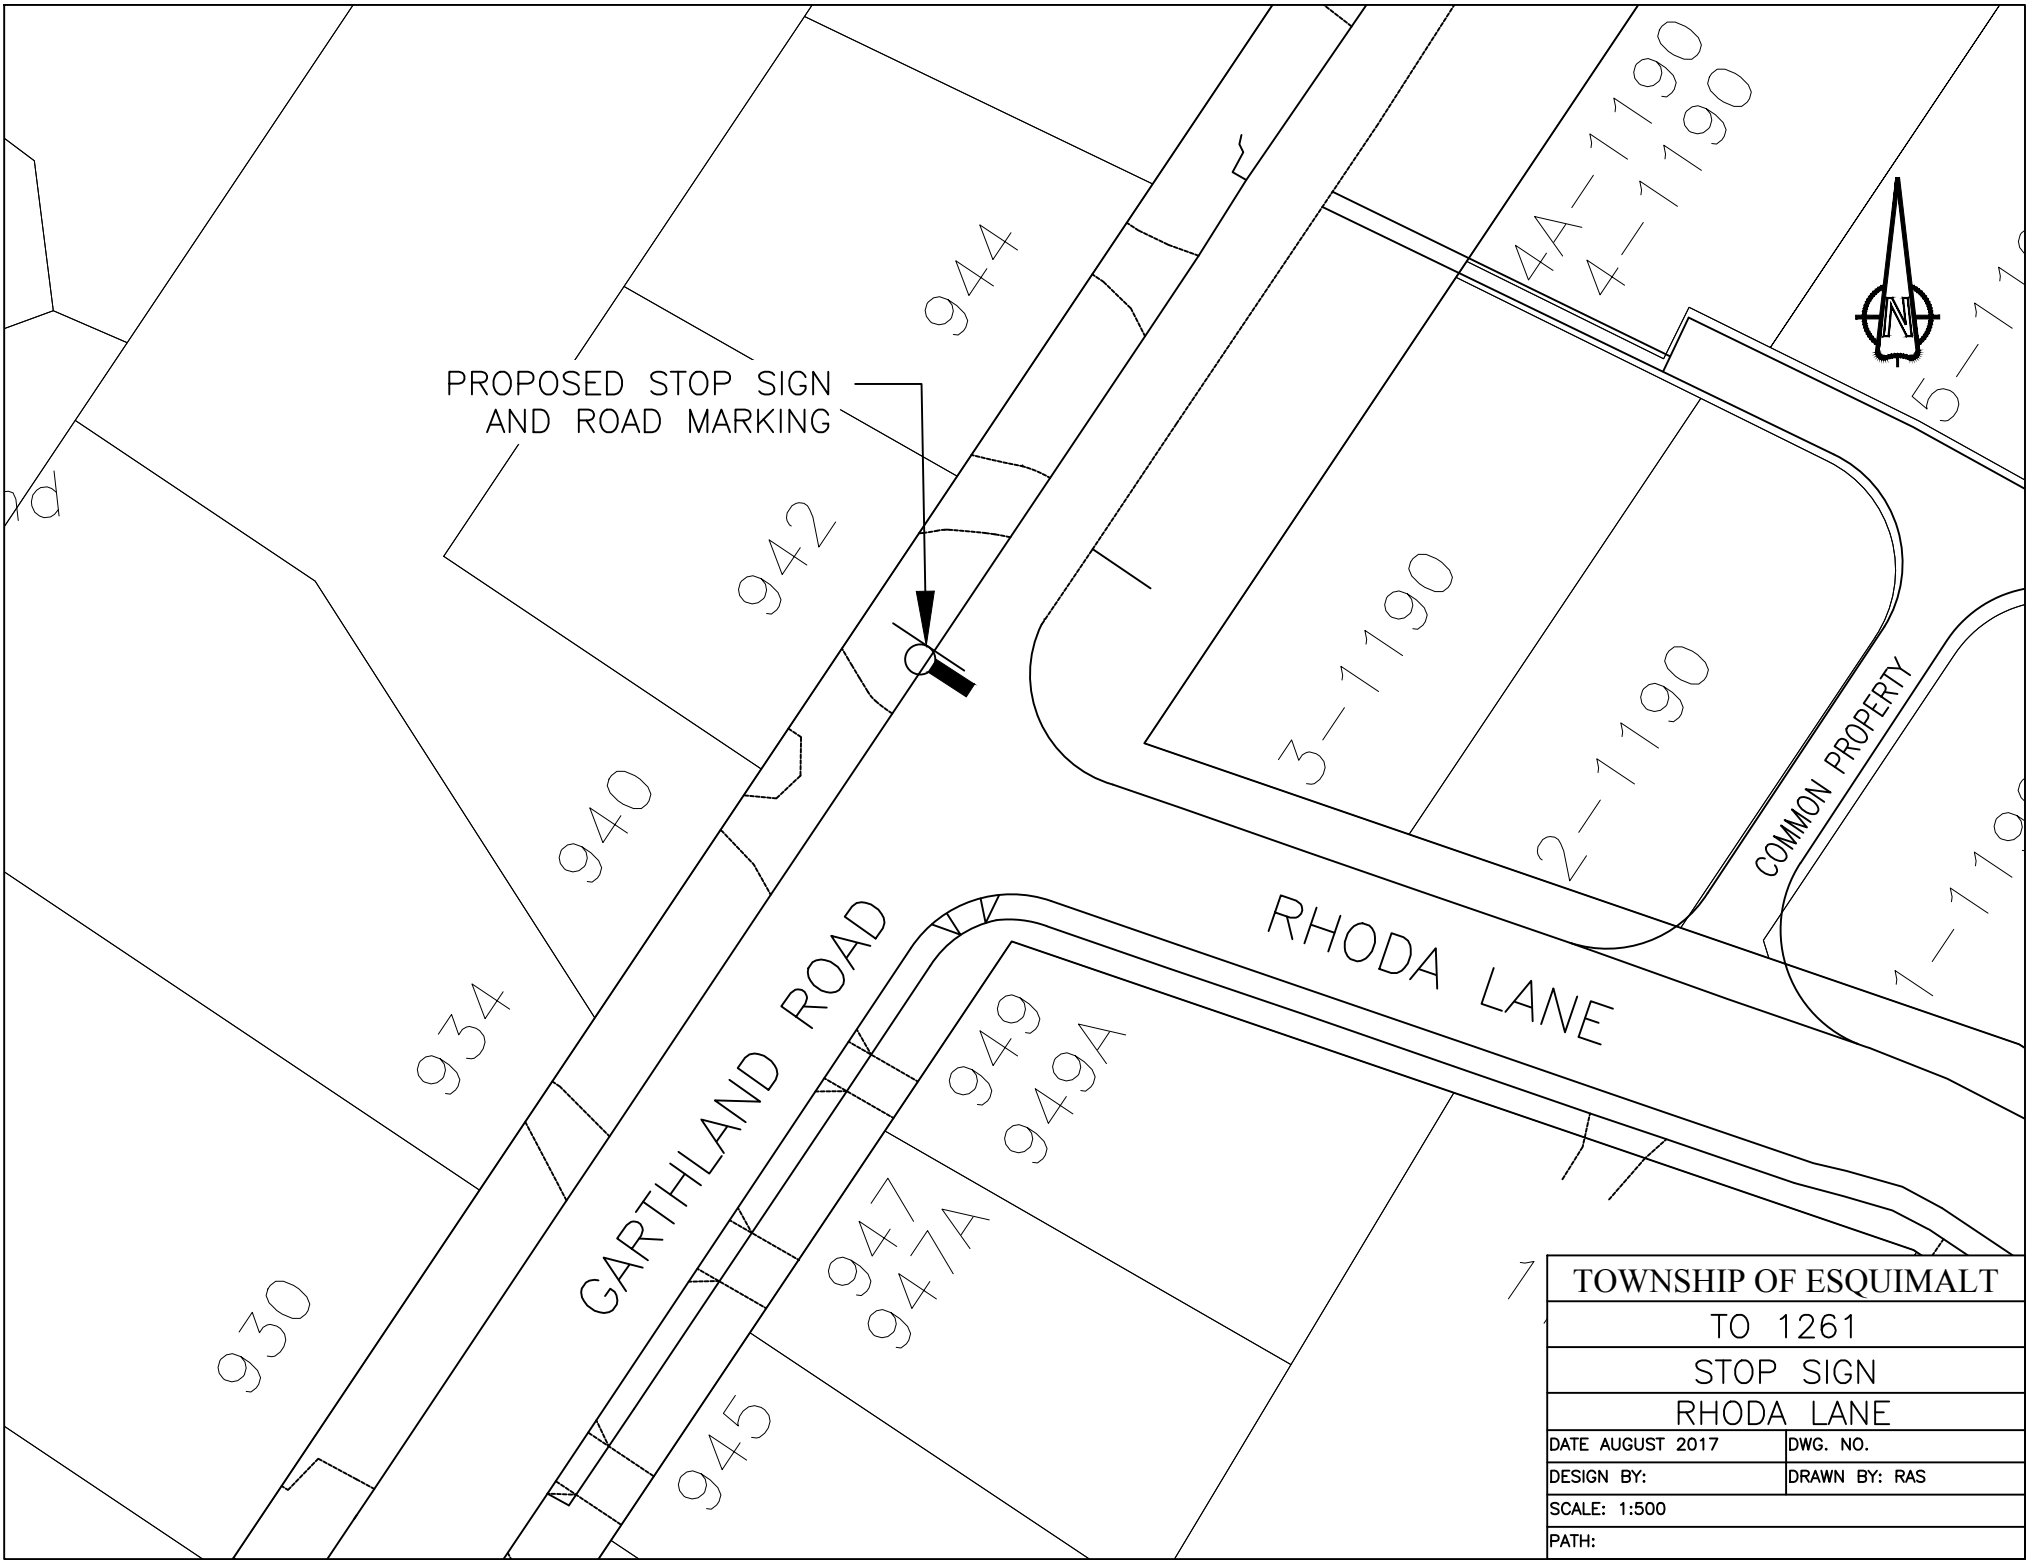 4A-1190
4-1190
944
N
PROPOSED STOP SIGN
AND ROAD MARKING
942
3-1190
2-1190
COMMON PROPERTY
940
934
GARTHLAND ROAD
RHODA LANE
949
949A
947
947A
930
945
TOWNSHIP OF ESQUIMALT
TO 1261
STOP SIGN
RHODA LANE
DATE AUGUST 2017
DWG. NO.
DESIGN BY:
DRAWN BY: RAS
SCALE: 1:500
PATH: